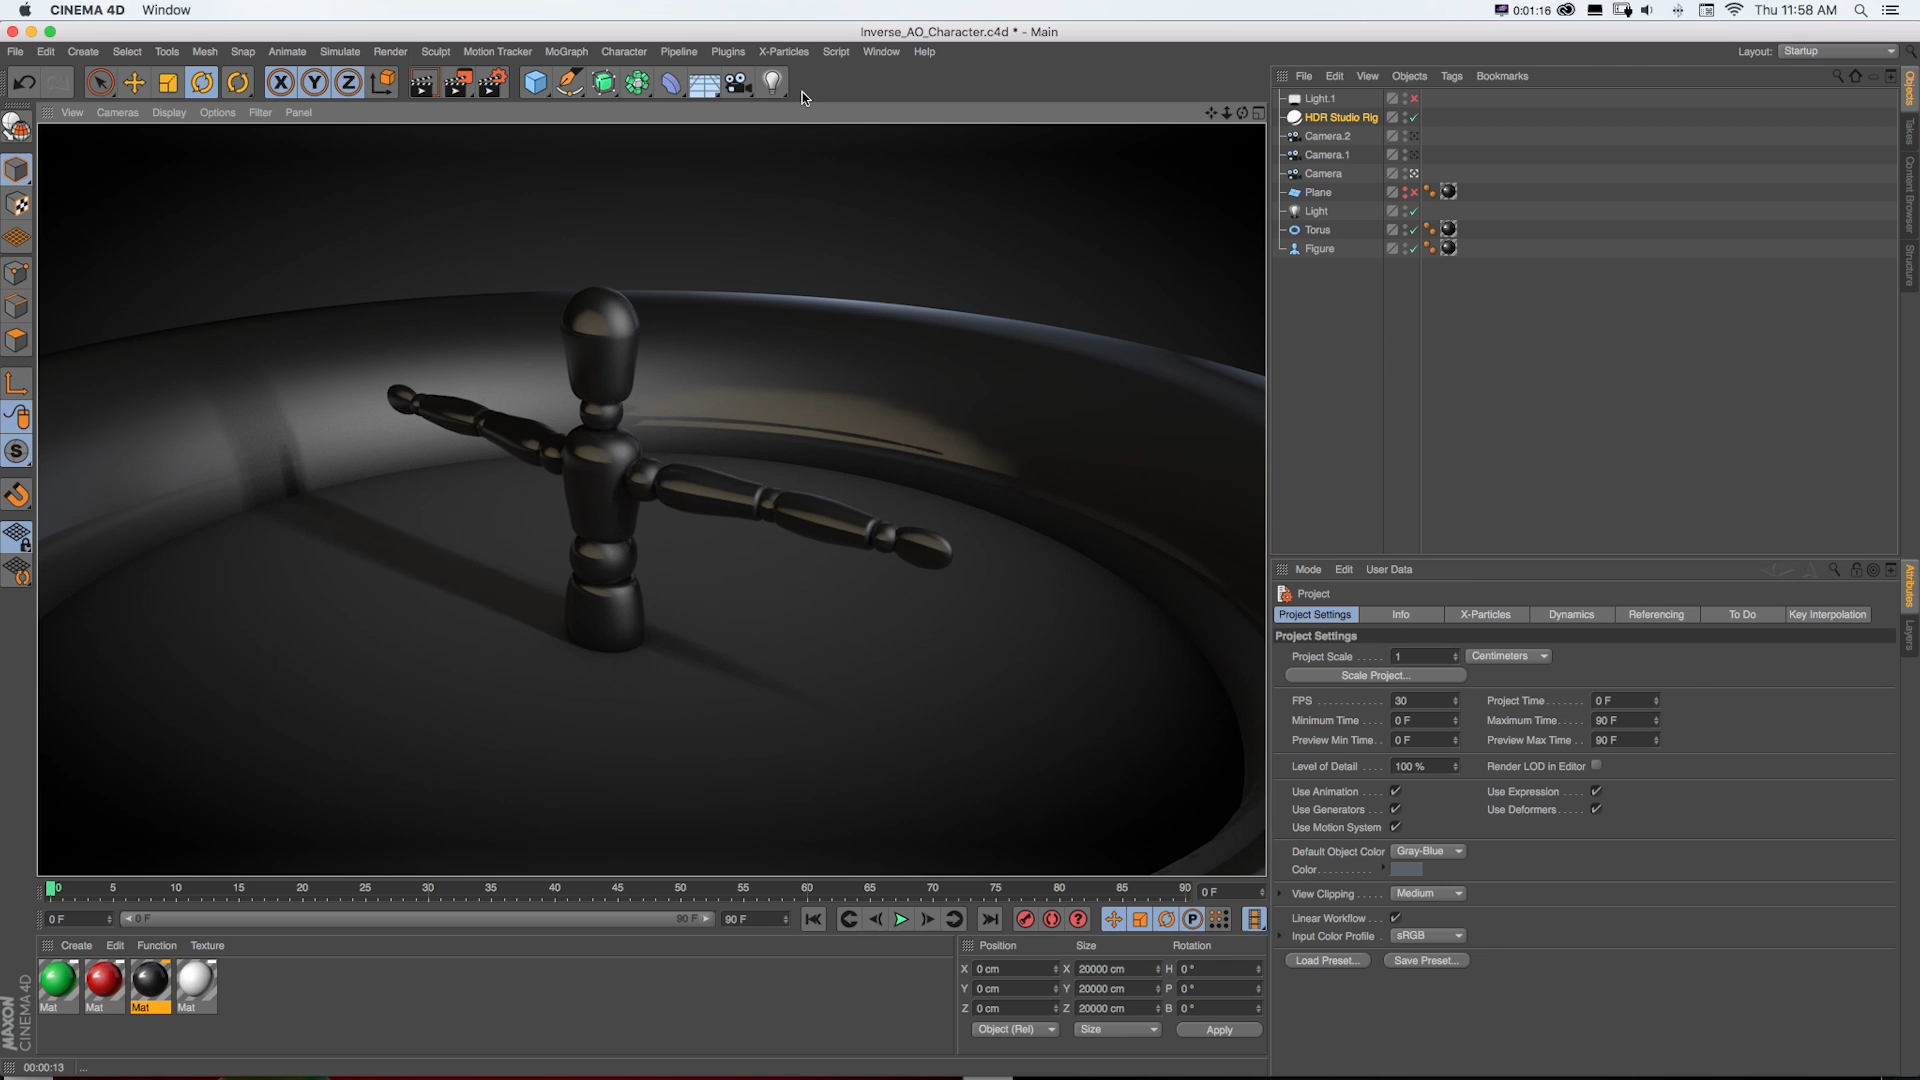 CINEMA 4D Window 0:01:16 Thu 11:58 AM
Inverse_AO_Character.c4d * - Main
File Edit Create Select Tools Mesh Snap Animate Simulate Render Sculpt Motion Tracker MoGraph Character Pipeline Plugins X-Particles Script Window Help Layout: Startup
X Y Z
File Edit View Objects Tags Bookmarks
Objects
Takes
Content Browser
Structure
View Cameras Display Options Filter Panel
Light.1
HDR Studio Rig
Camera.2
Camera.1
Camera
Plane
Light
Torus
Figure
S
Mode Edit User Data
Attributes
Layers
Project
Project Settings Info X-Particles Dynamics Referencing To Do Key Interpolation
Project Settings
Project Scale ..... 1 Centimeters
Scale Project...
FPS ............ 30 Project Time ....... 0 F
Minimum Time .... 0 F Maximum Time..... 90 F
Preview Min Time. . 0 F Preview Max Time . . 90 F
Level of Detail .... 100 % Render LOD in Editor
Use Animation .... Use Expression ....
Use Generators ... Use Deformers.....
Use Motion System
Default Object Color Gray-Blue
Color..........
View Clipping ..... Medium
Linear Workflow ...
Input Color Profile . sRGB
Load Preset... Save Preset...
0 5 10 15 20 25 30 35 40 45 50 55 60 65 70 75 80 85 90 0 F
0 F 0 F 90 F 90 F P
Create Edit Function Texture
Mat Mat Mat Mat
Position Size Rotation
X 0 cm X 20000 cm H 0 °
Y 0 cm Y 20000 cm P 0 °
Z 0 cm Z 20000 cm B 0 °
Object (Rel) Size Apply
MAXON
CINEMA 4D
00:00:13 ...